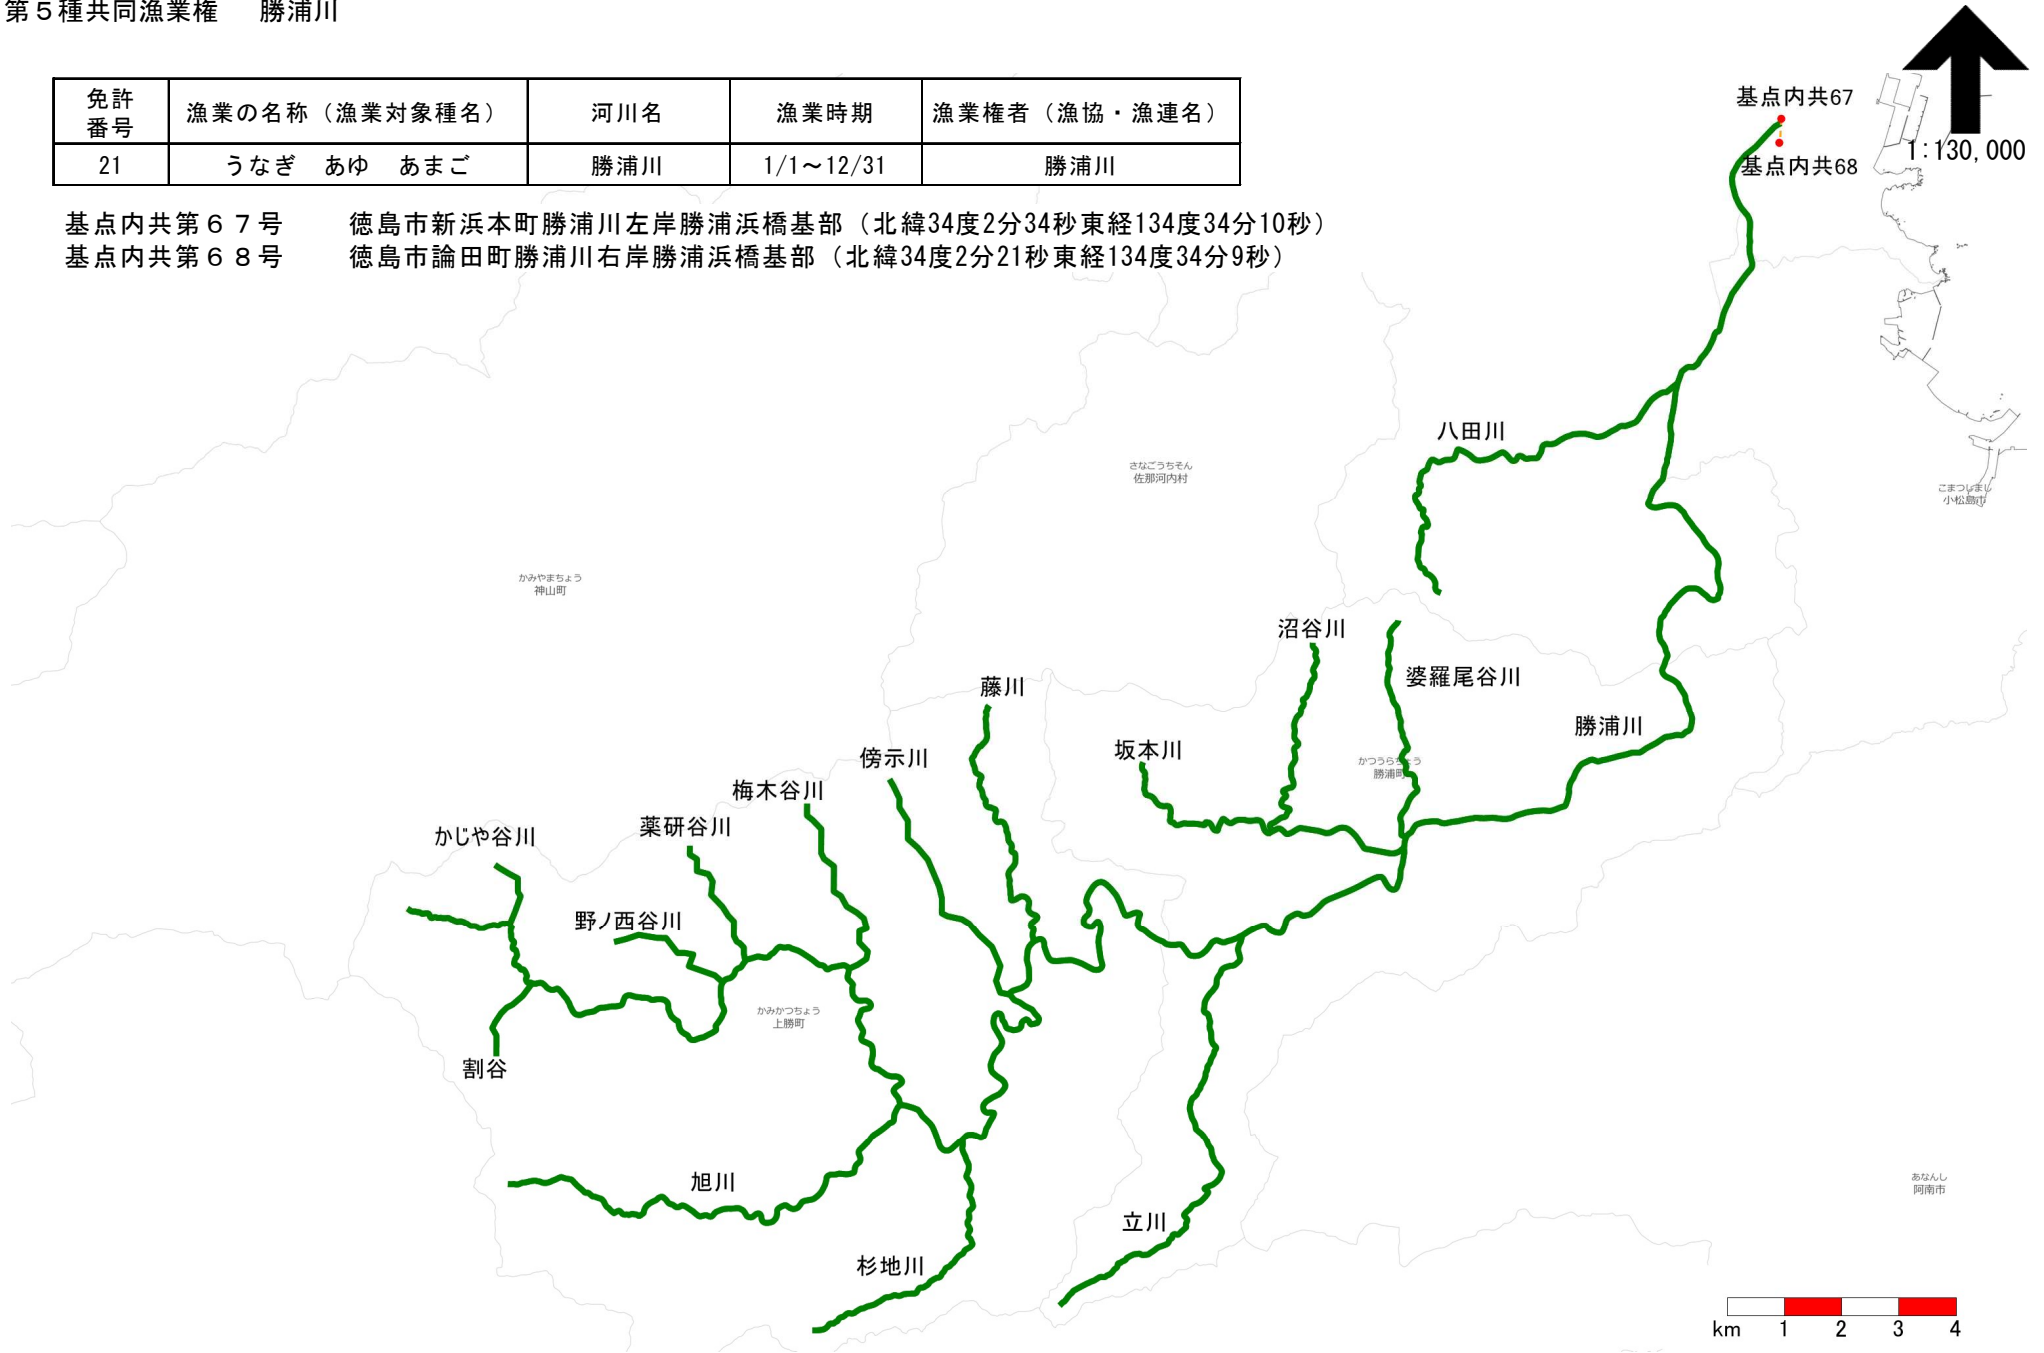 第５種共同漁業権　勝浦川
免許番号　漁業の名称（漁業対象種名）　河川名　漁業時期　漁業権者（漁協・漁連名）
21　うなぎ　あゆ　あまご　勝浦川　1/1～12/31　勝浦川
基点内共第６７号　徳島市新浜本町勝浦川左岸勝浦浜橋基部（北緯34度2分34秒東経134度34分10秒）
基点内共第６８号　徳島市論田町勝浦川右岸勝浦浜橋基部（北緯34度2分21秒東経134度34分9秒）
基点内共67
基点内共68
1:130,000
八田川
さなごうちそん
佐那河内村
こまつしまし
小松島市
かみやまちょう
神山町
沼谷川
婆羅尾谷川
藤川
勝浦川
坂本川
傍示川
かつうらちょう
勝浦町
梅木谷川
薬研谷川
かじや谷川
野ノ西谷川
かみかつちょう
上勝町
割谷
旭川
あなんし
阿南市
立川
杉地川
km 1 2 3 4